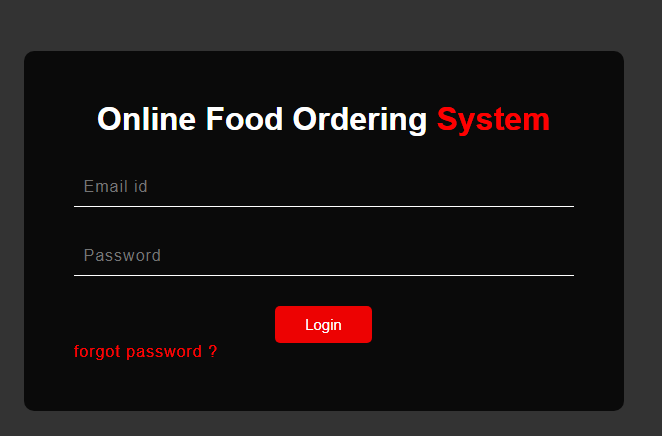 Online Food Ordering System
Email id
Password
Login
forgot password ?